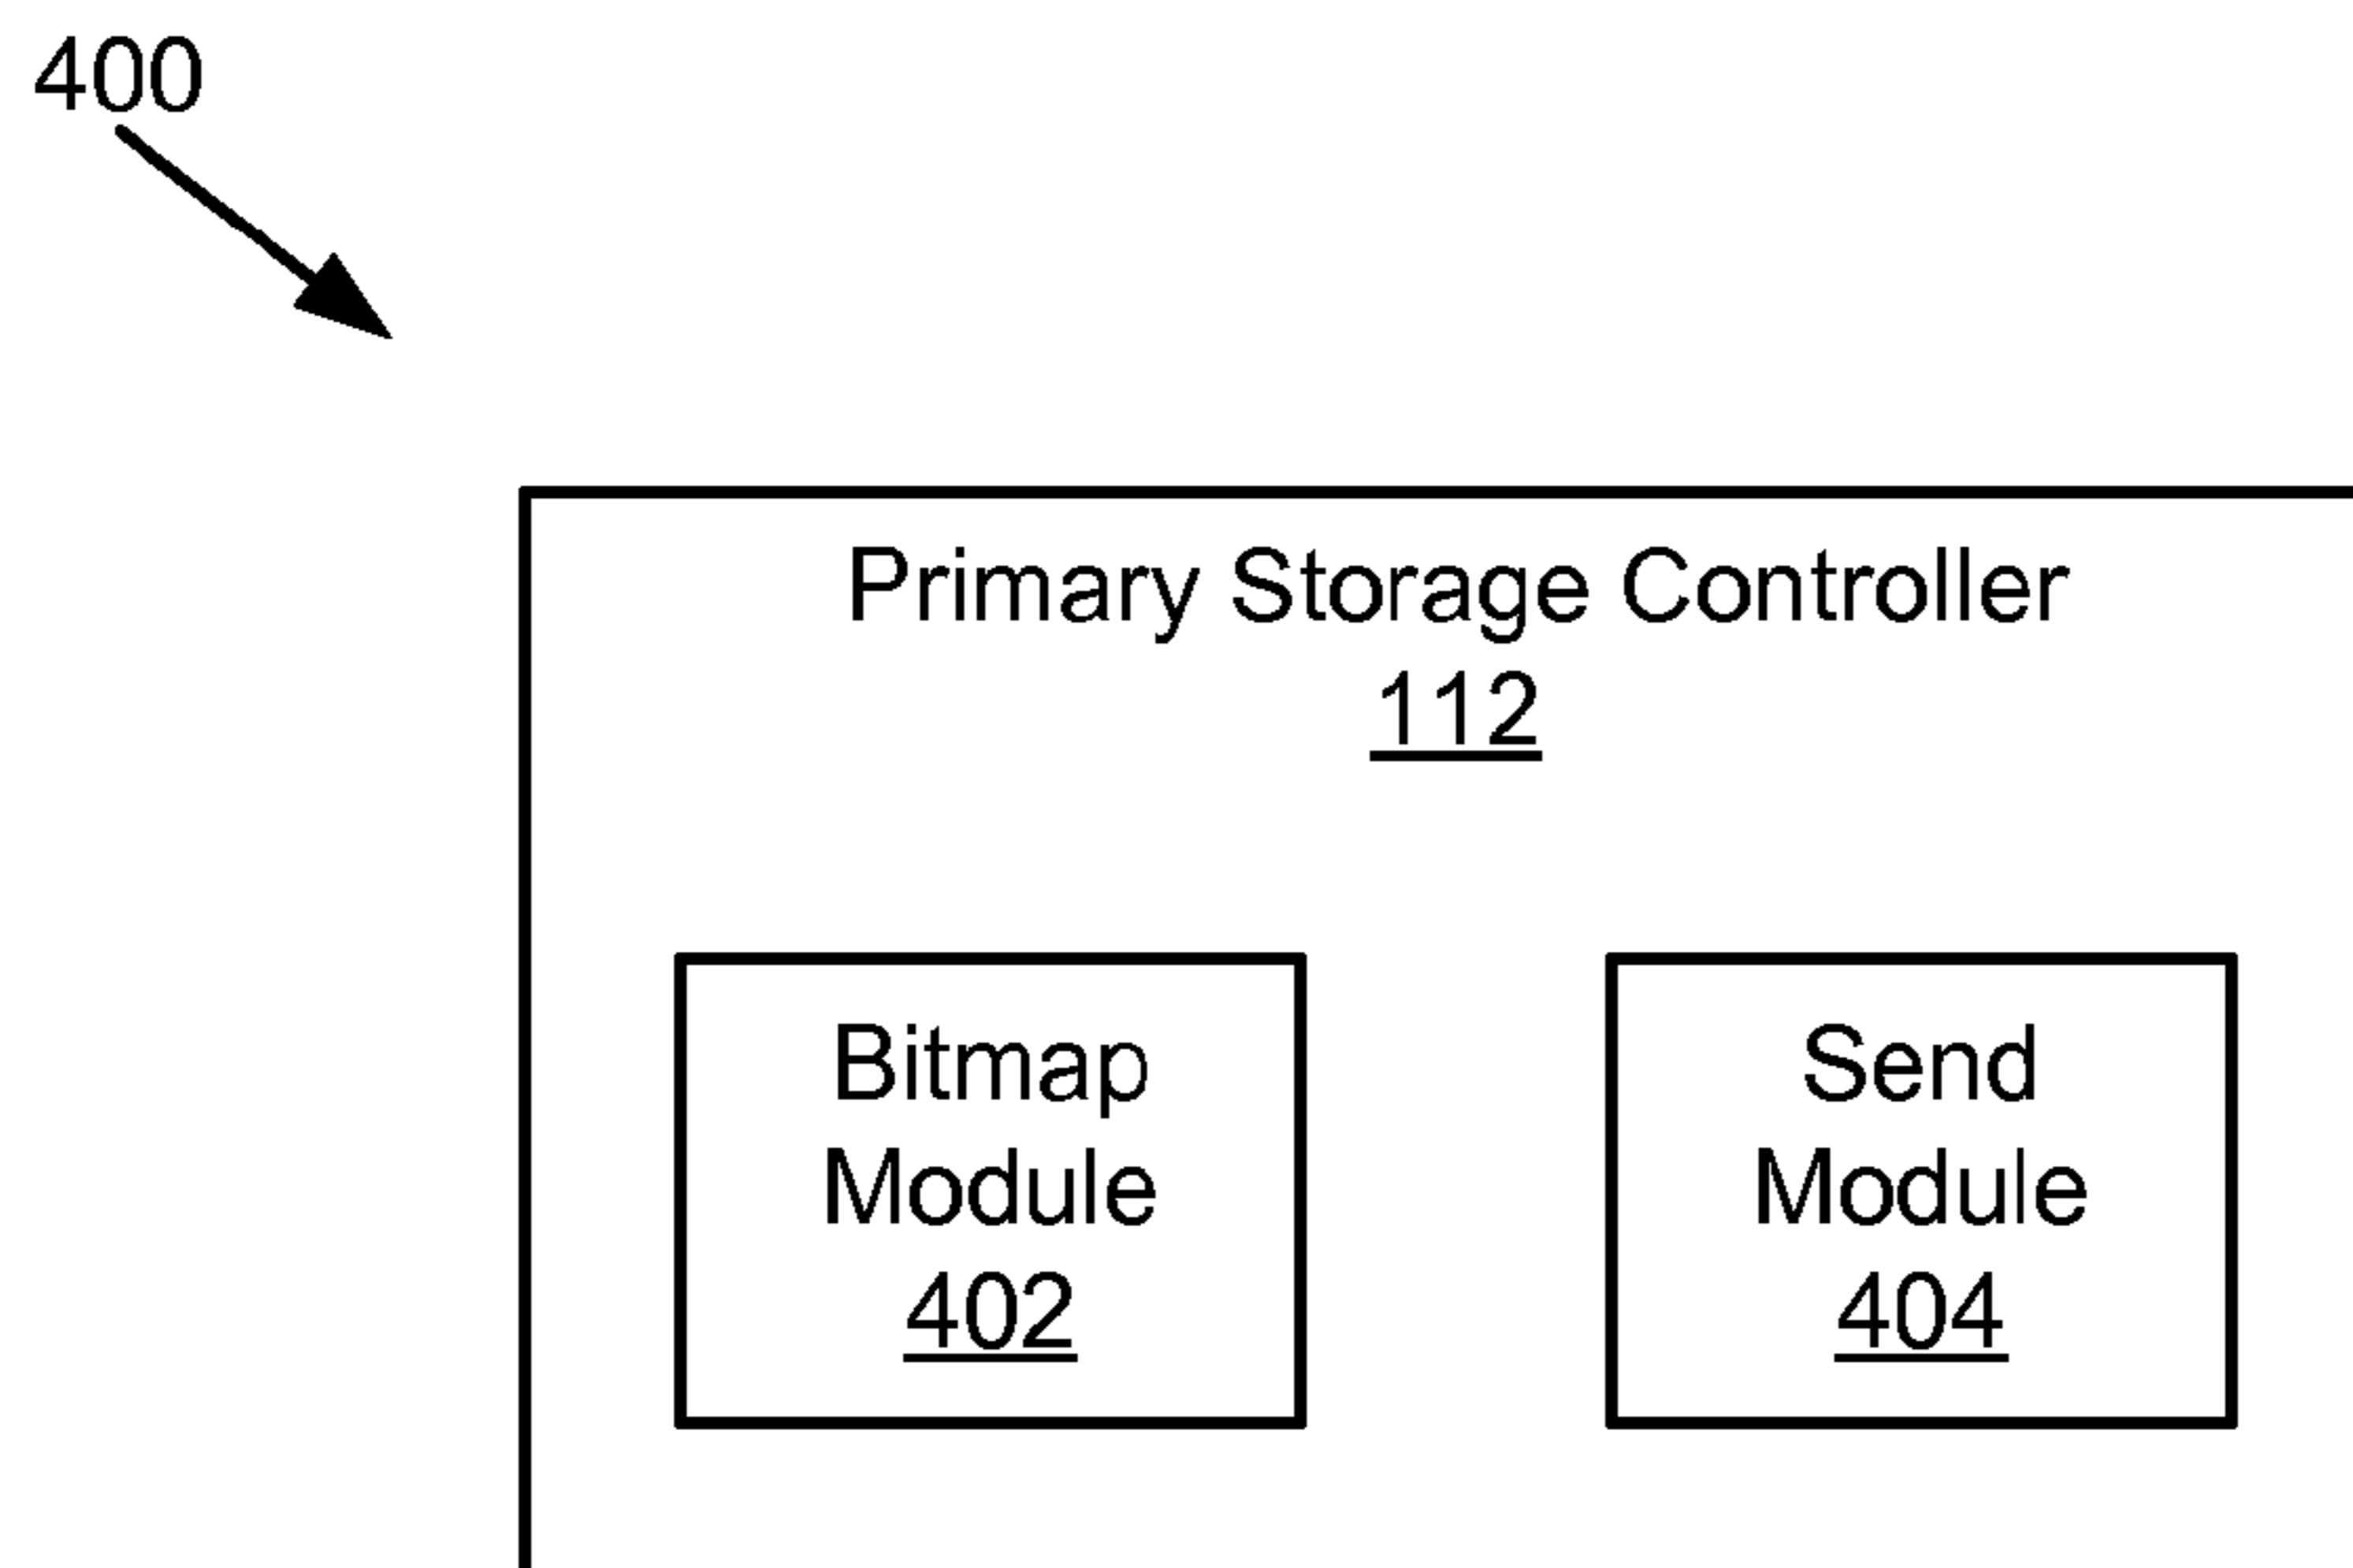 400
Primary Storage Controller
112
Bitmap
Module
402
Send
Module
404